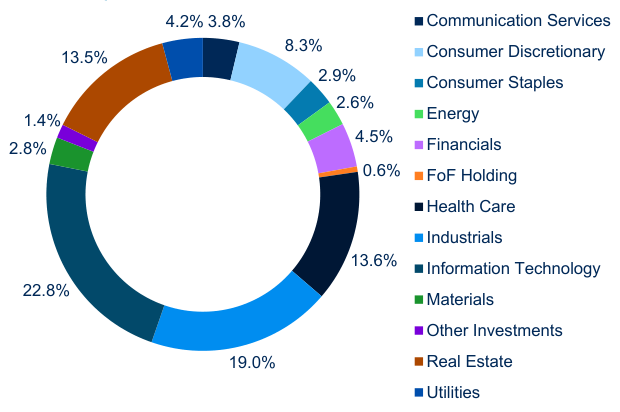 4.2% 3.8%
8.3%
2.9%
2.6%
4.5%
0.6%
13.6%
19.0%
22.8%
2.8%
1.4%
13.5%
Communication Services
Consumer Discretionary
Consumer Staples
Energy
Financials
FoF Holding
Health Care
Industrials
Information Technology
Materials
Other Investments
Real Estate
Utilities